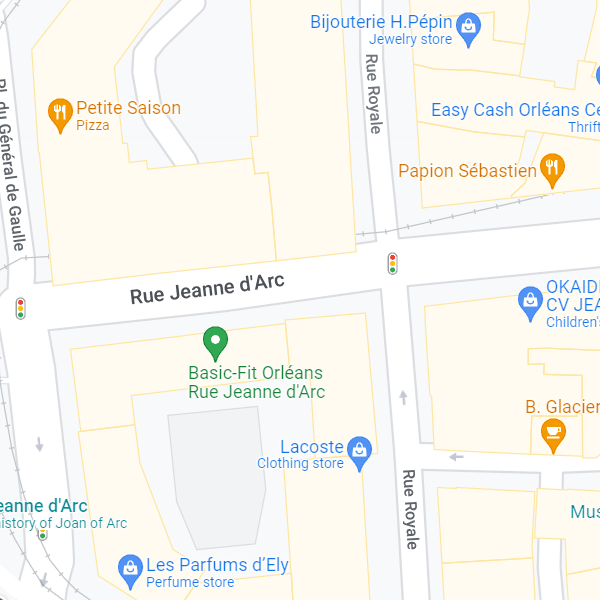 Bijouterie H.Pépin
Jewelry store
Rue Royale
Pl. du Général de Gaulle
Petite Saison
Pizza
Easy Cash Orléans Ce
Thrift
Papion Sébastien
Rue Jeanne d'Arc
OKAIDI
CV JEA
Children's
Basic-Fit Orléans
Rue Jeanne d'Arc
B. Glacier
Lacoste
Clothing store
Rue Royale
eanne d'Arc
istory of Joan of Arc
Mus
Les Parfums d'Ely
Perfume store